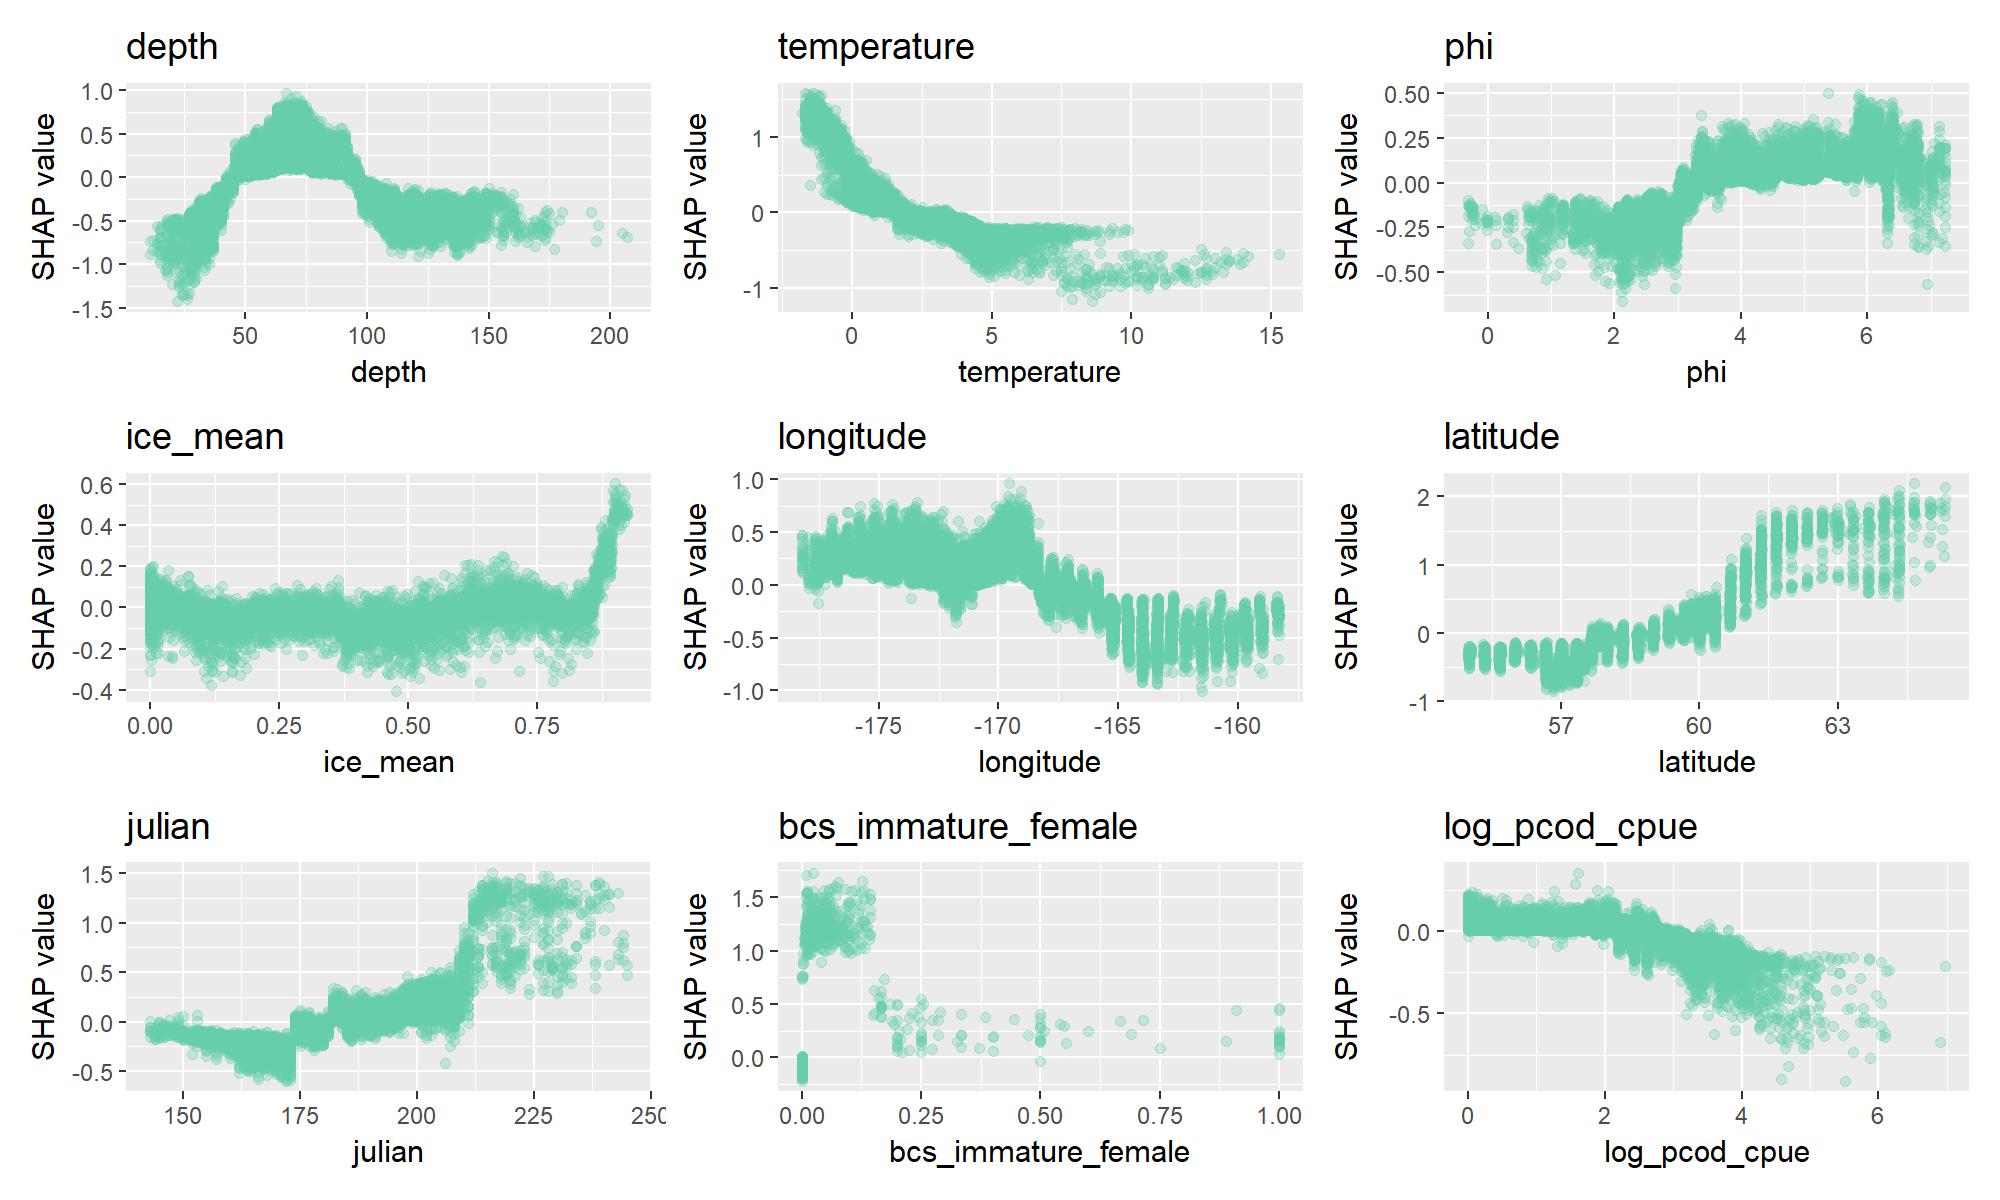 depth
temperature
phi
SHAP value
1.0
0.5
0.0
-0.5
-1.0
-1.5
50
100
150
200
depth
SHAP value
1
0
-1
0
5
10
15
temperature
SHAP value
0.50
0.25
0.00
-0.25
-0.50
0
2
4
6
phi
ice_mean
longitude
latitude
SHAP value
0.6
0.4
0.2
0.0
-0.2
-0.4
0.00
0.25
0.50
0.75
ice_mean
SHAP value
1.0
0.5
0.0
-0.5
-1.0
-175
-170
-165
-160
longitude
SHAP value
2
1
0
-1
57
60
63
latitude
julian
bcs_immature_female
log_pcod_cpue
SHAP value
1.5
1.0
0.5
0.0
-0.5
150
175
200
225
250
julian
SHAP value
1.5
1.0
0.5
0.0
0.00
0.25
0.50
0.75
1.00
bcs_immature_female
SHAP value
0.0
-0.5
0
2
4
6
log_pcod_cpue